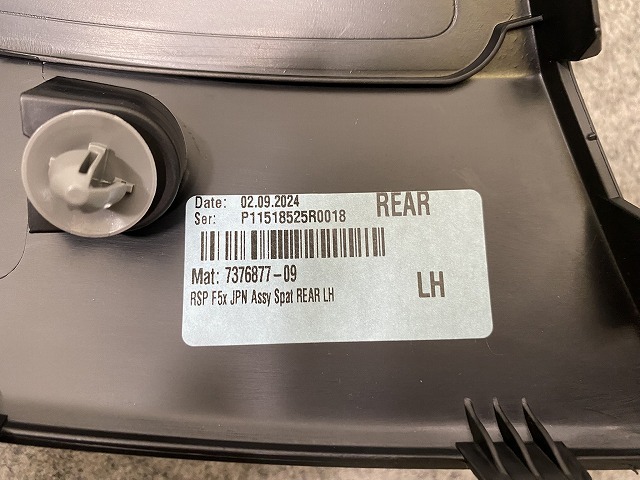 Date: 02.09.2024 REAR
Ser: P11518525R0018
Mat: 7376877-09
RSP F5x JPN Assy Spat REAR LH
LH